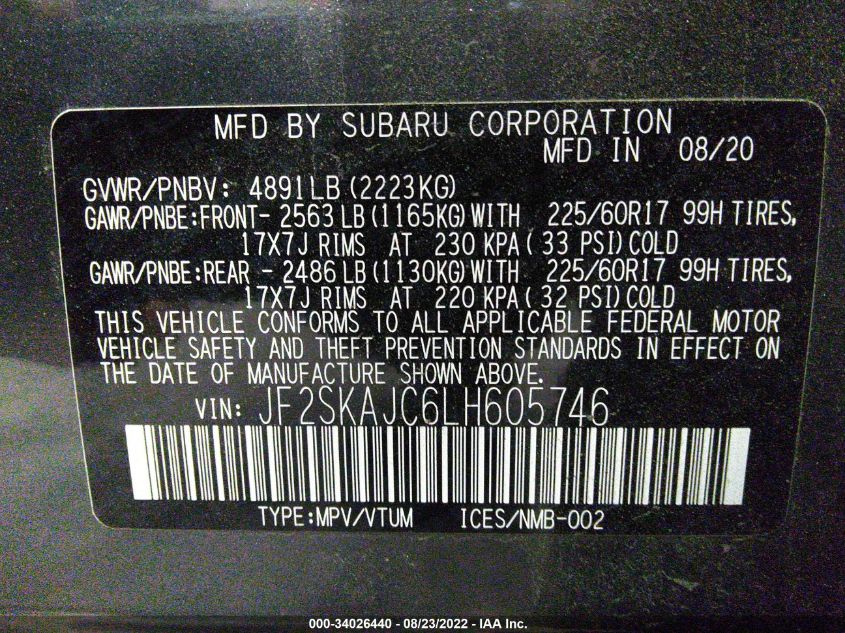 MFD BY SUBARU CORPORATION
MFD IN 08/20
GVWR/PNBV: 4891LB(2223KG)
GAWR/PNBE:FRONT- 2563 LB(1165KG)WITH 225/60R17 99H TIRES,
17X7J RIMS AT 230 KPA(33 PSI)COLD
GAWR/PNBE:REAR - 2486 LB(1130KG)WITH 225/60R17 99H TIRES,
17X7J RIMS AT 220 KPA(32 PSI)COLD
THIS VEHICLE CONFORMS TO ALL APPLICABLE FEDERAL MOTOR
VEHICLE SAFETY AND THEFT PREVENTION STANDARDS IN EFFECT ON
THE DATE OF MANUFACTURE SHOWN ABOVE.
VIN: JF2SKAJC6LH605746
TYPE:MPV/VTUM ICES/NMB-002
000-34026440 - 08/23/2022 - IAA Inc.